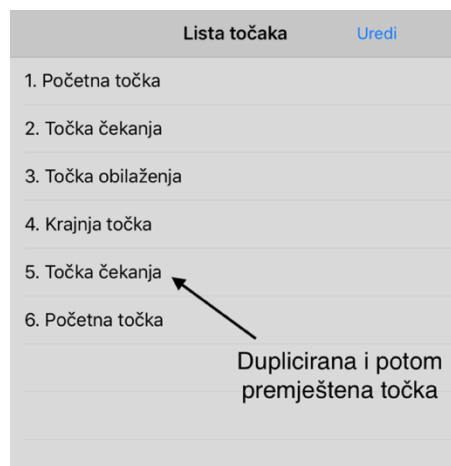 Lista točaka
Uredi
1. Početna točka
2. Točka čekanja
3. Točka obilaženja
4. Krajnja točka
5. Točka čekanja
6. Početna točka
Duplicirana i potom
premještena točka